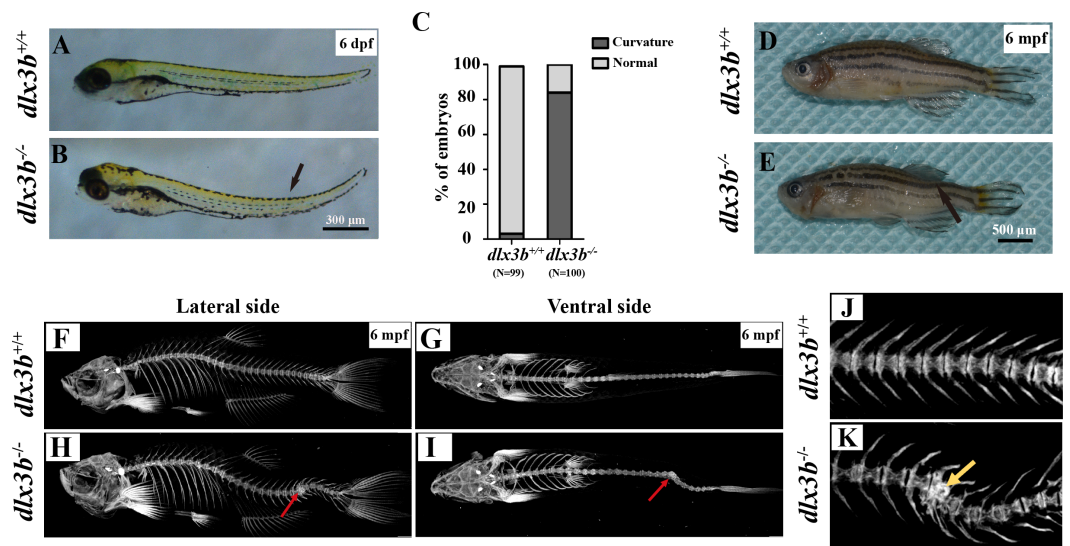 dlx3b+/+
A
6 dpf
dlx3b-/-
B
300 µm
C
Curvature
Normal
% of embryos
100
80
60
40
20
0
dlx3b+/+
dlx3b-/-
(N=99)
(N=100)
dlx3b+/+
D
6 mpf
dlx3b-/-
E
500 µm
Lateral side
Ventral side
dlx3b+/+
F
6 mpf
G
6 mpf
dlx3b-/-
H
I
dlx3b+/+
J
dlx3b-/-
K